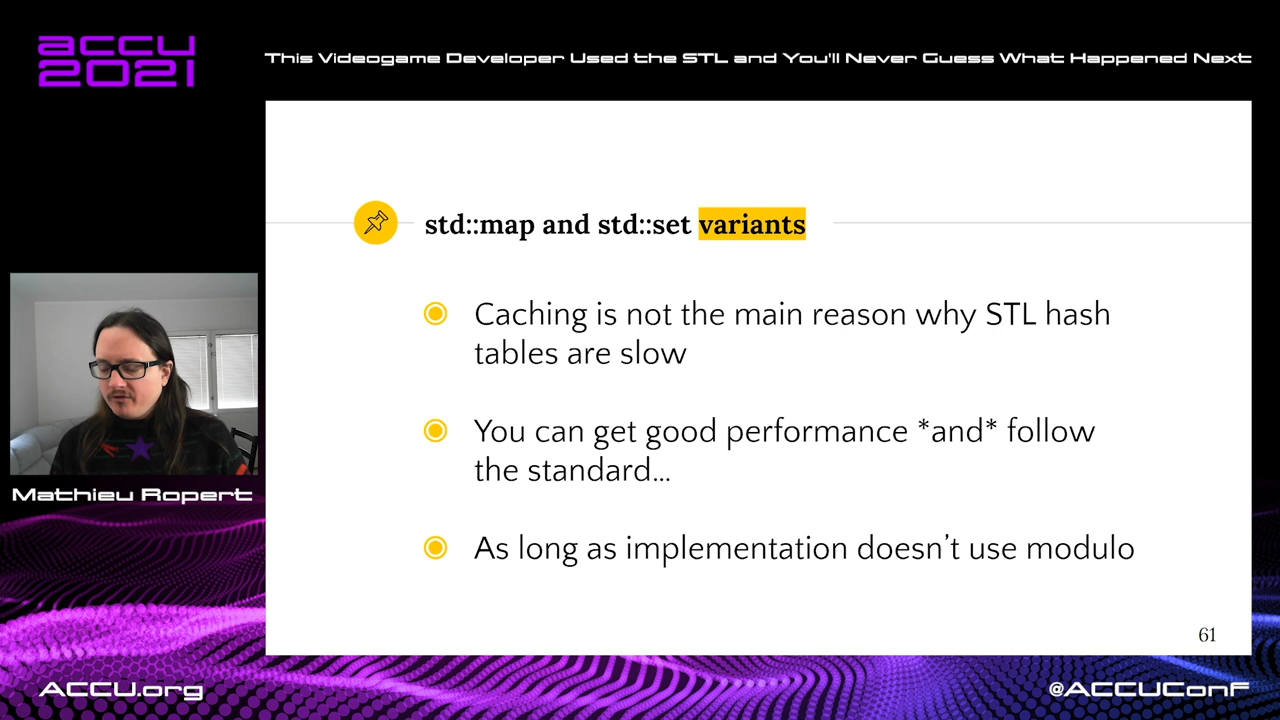 accu
2021
This Videogame Developer Used the STL and You'll Never Guess What Happened Next
std::map and std::set variants
Caching is not the main reason why STL hash
tables are slow
You can get good performance *and* follow
the standard...
As long as implementation doesn't use modulo
61
Mathieu Ropert
ACCU.org
@ACCUConf